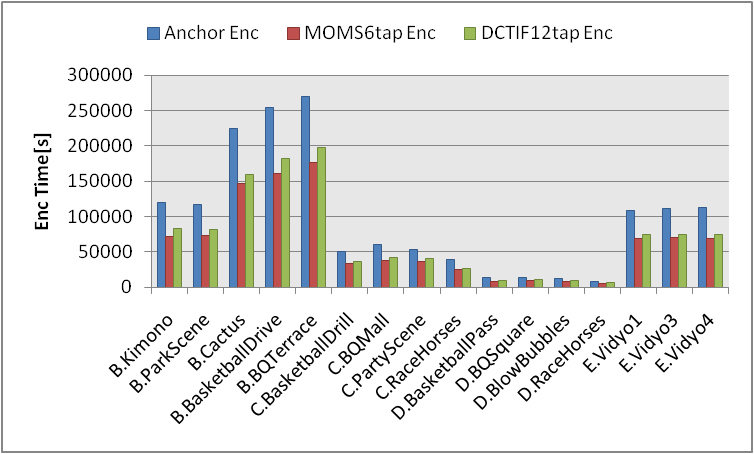 Anchor Enc MOMS6tap Enc DCTIF12tap Enc
300000
250000
200000
150000
100000
50000
0
Enc Time[s]
B.Kimono
B.ParkScene
B.Cactus
B.BasketballDrive
B.BQTerrace
C.BasketballDrill
C.BQMall
C.PartyScene
C.RaceHorses
D.BasketballPass
D.BQSquare
D.BlowBubbles
D.RaceHorses
E.Vidyo1
E.Vidyo3
E.Vidyo4